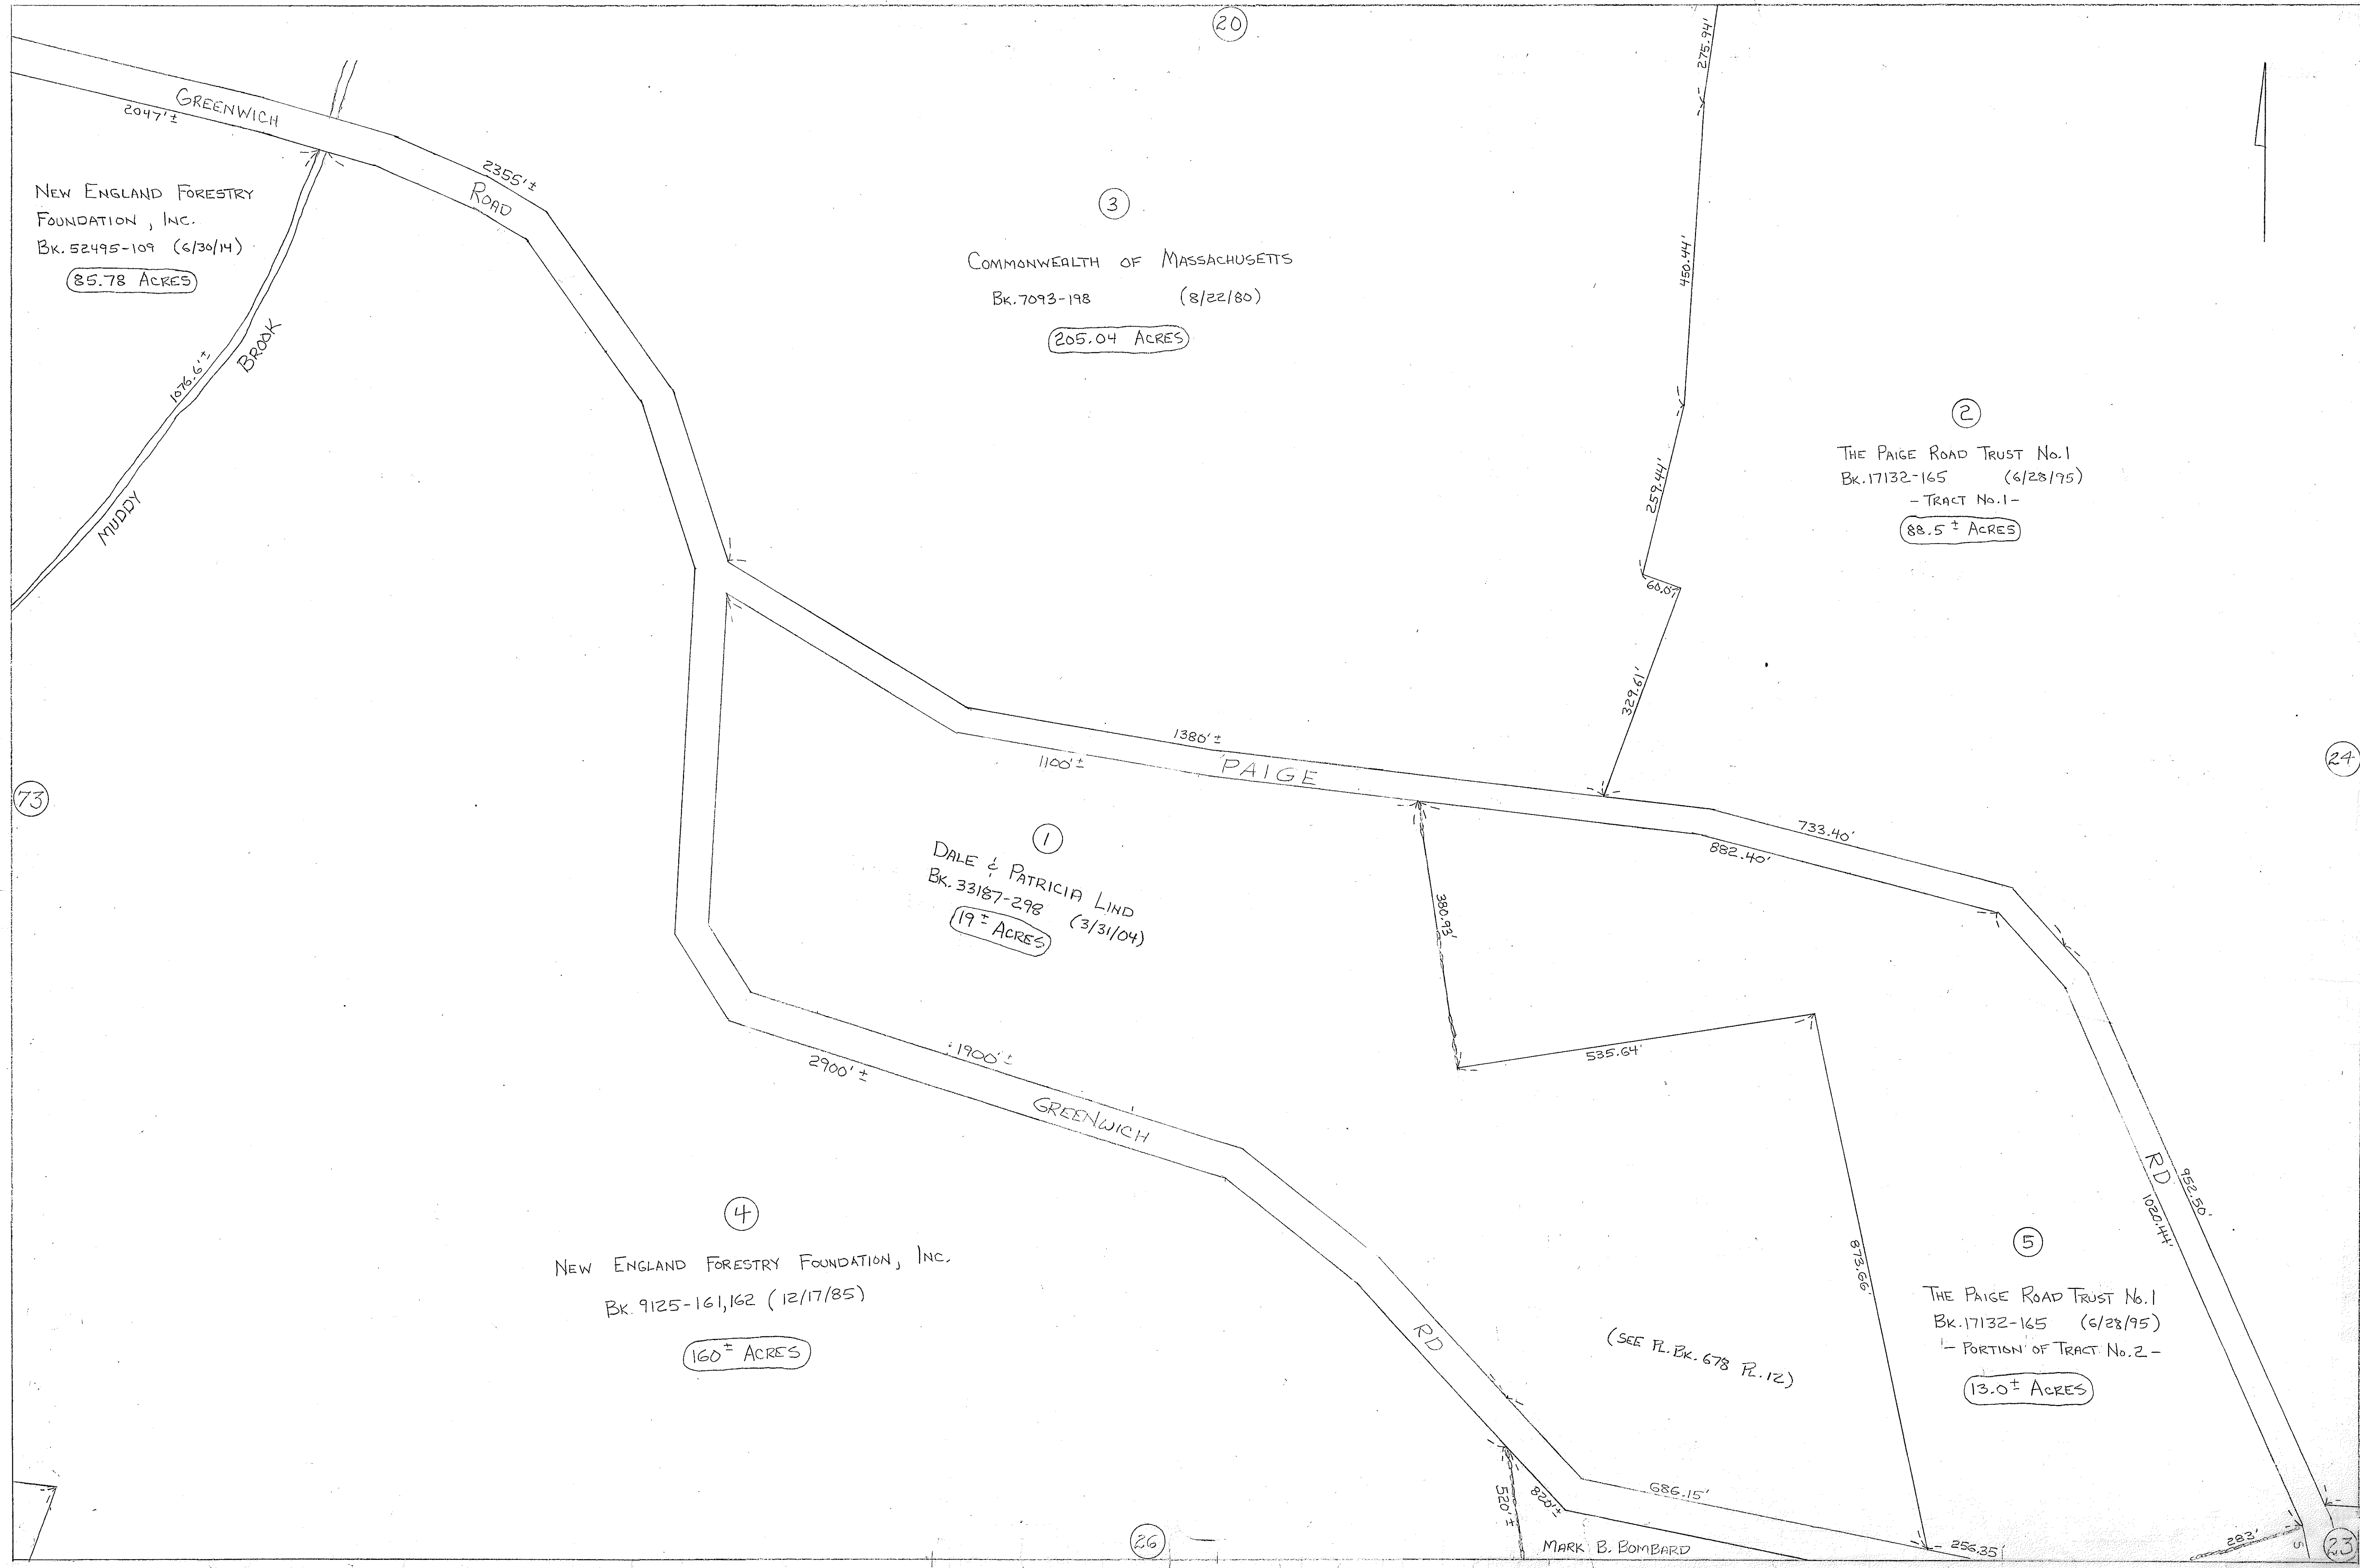 20
275.94'
GREENWICH
2047'±
2355'±
ROAD
NEW ENGLAND FORESTRY
FOUNDATION, INC.
BK. 52495-109 (6/30/14)
85.78 ACRES
1076.6'±
BROOK
MUDDY
3
COMMONWEALTH OF MASSACHUSETTS
BK. 7093-198 (8/22/80)
205.04 ACRES
450.44'
259.44'
60.07'
329.61'
2
THE PAIGE ROAD TRUST No. 1
BK. 17132-165 (6/28/95)
- TRACT No. 1 -
88.5± ACRES
1380'±
1100'±
PAIGE
24
73
733.40'
882.40'
1
DALE & PATRICIA LIND
BK. 33187-298 (3/31/04)
19± ACRES
380.93'
535.64'
1900'±
2900'±
GREENWICH
RD
952.50'
1020.44'
873.66'
4
NEW ENGLAND FORESTRY FOUNDATION, INC.
BK. 9125-161,162 (12/17/85)
160± ACRES
RD
(SEE PL. BK. 678 PL. 12)
5
THE PAIGE ROAD TRUST No. 1
BK. 17132-165 (6/28/95)
- PORTION OF TRACT No. 2 -
13.0± ACRES
686.15'
520'±
820'±
MARK B. BOMBARD
256.35'
283'
26
5
23